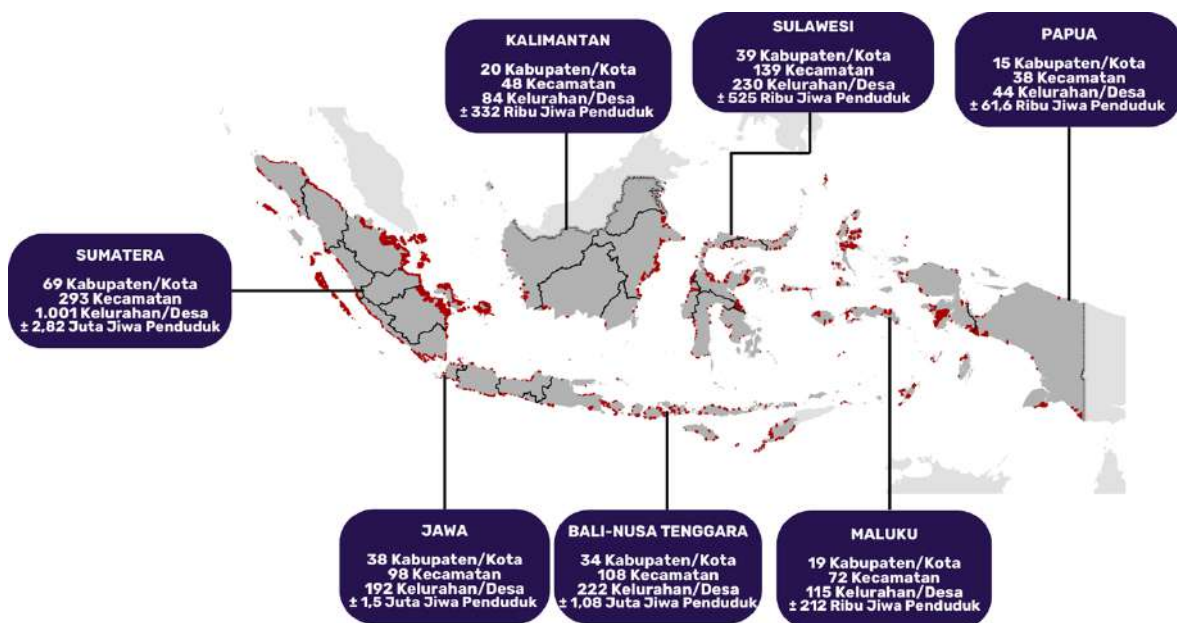 KALIMANTAN
20 Kabupaten/Kota
48 Kecamatan
84 Kelurahan/Desa
± 332 Ribu Jiwa Penduduk
SULAWESI
39 Kabupaten/Kota
139 Kecamatan
230 Kelurahan/Desa
± 525 Ribu Jiwa Penduduk
PAPUA
15 Kabupaten/Kota
38 Kecamatan
44 Kelurahan/Desa
± 61,6 Ribu Jiwa Penduduk
SUMATERA
69 Kabupaten/Kota
293 Kecamatan
1.001 Kelurahan/Desa
± 2,82 Juta Jiwa Penduduk
JAWA
38 Kabupaten/Kota
98 Kecamatan
192 Kelurahan/Desa
± 1,5 Juta Jiwa Penduduk
BALI-NUSA TENGGARA
34 Kabupaten/Kota
108 Kecamatan
222 Kelurahan/Desa
± 1,08 Juta Jiwa Penduduk
MALUKU
19 Kabupaten/Kota
72 Kecamatan
115 Kelurahan/Desa
± 212 Ribu Jiwa Penduduk